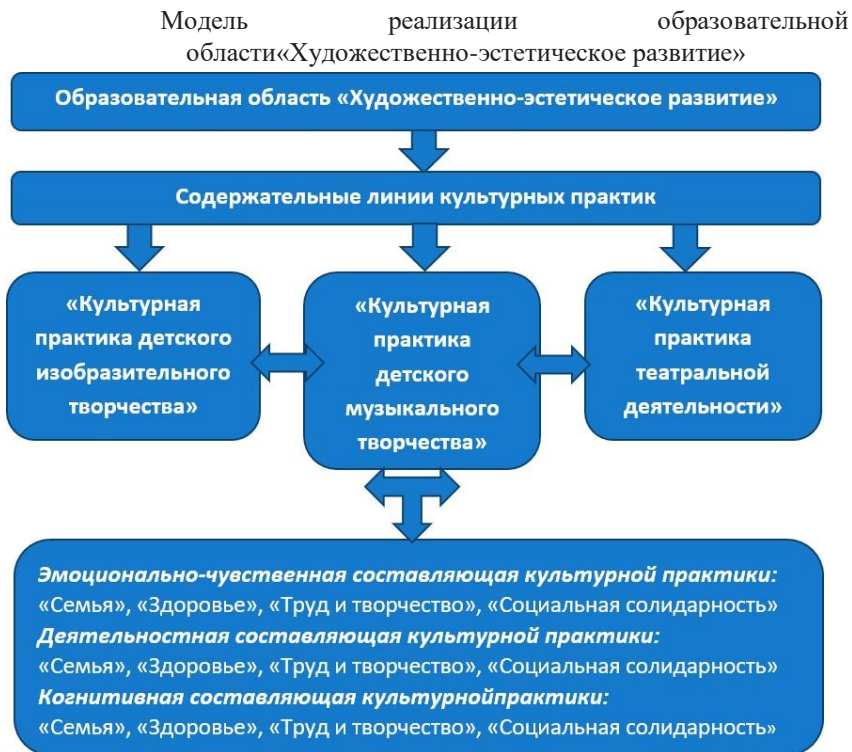 Модель реализации образовательной
области«Художественно-эстетическое развитие»
Образовательная область «Художественно-эстетическое развитие»
Содержательные линии культурных практик
«Культурная
практика детского
изобразительного
творчества»
«Культурная
практика
детского
музыкального
творчества»
«Культурная
практика
театральной
деятельности»
Эмоционально-чувственная составляющая культурной практики:
«Семья», «Здоровье», «Труд и творчество», «Социальная солидарность»
Деятельностная составляющая культурной практики:
«Семья», «Здоровье», «Труд и творчество», «Социальная солидарность»
Когнитивная составляющая культурнойпрактики:
«Семья», «Здоровье», «Труд и творчество», «Социальная солидарность»